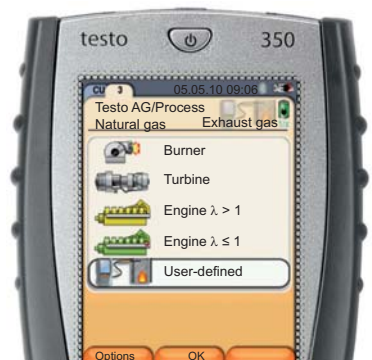 testo 350
CU 3 05.05.10 09:06
Testo AG/Process
Natural gas Exhaust gas
Burner
Turbine
Engine λ > 1
Engine λ ≤ 1
User-defined
Options OK